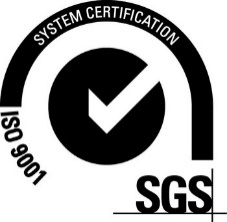 SYSTEM CERTIFICATION
ISO 9001
SGS